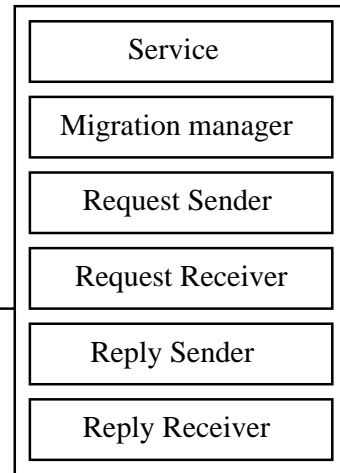 Service
Migration manager
Request Sender
Request Receiver
Reply Sender
Reply Receiver